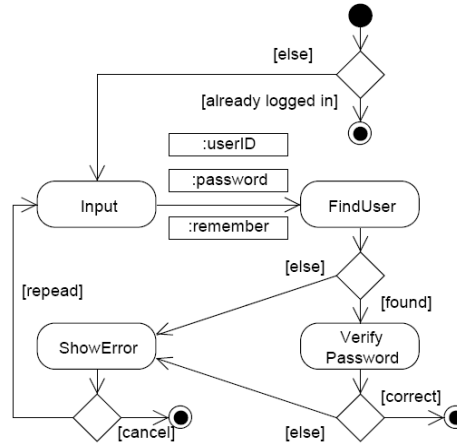 [else]
[already logged in]
:userID
:password
Input
FindUser
:remember
[else]
[repead]
[found]
ShowError
Verify
Password
[correct]
[cancel]
[else]